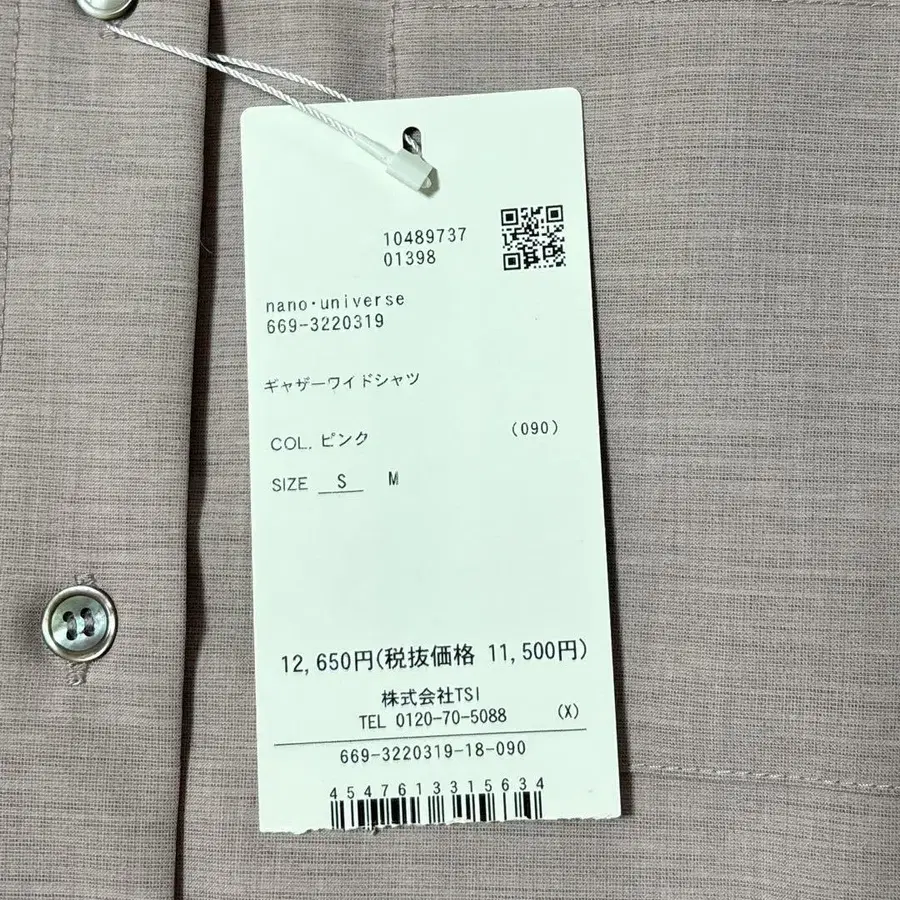 10489737
01398
nano・universe
669-3220319
ギャザーワイドシャツ
COL. ピンク (090)
SIZE S M
12,650円(税抜価格 11,500円)
株式会社TSI
TEL 0120-70-5088 (X)
669-3220319-18-090
4547613315634